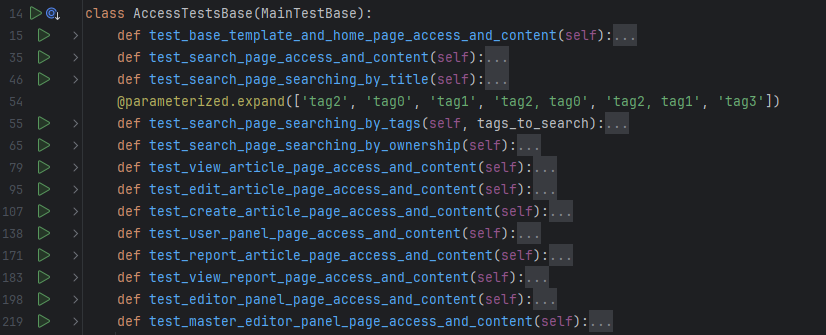 14 class AccessTestsBase(MainTestBase):
15 def test_base_template_and_home_page_access_and_content(self):...
35 def test_search_page_access_and_content(self):...
46 def test_search_page_searching_by_title(self):...
54 @parameterized.expand(['tag2', 'tag0', 'tag1', 'tag2, tag0', 'tag2, tag1', 'tag3'])
55 def test_search_page_searching_by_tags(self, tags_to_search):...
65 def test_search_page_searching_by_ownership(self):...
79 def test_view_article_page_access_and_content(self):...
95 def test_edit_article_page_access_and_content(self):...
107 def test_create_article_page_access_and_content(self):...
138 def test_user_panel_page_access_and_content(self):...
171 def test_report_article_page_access_and_content(self):...
183 def test_view_report_page_access_and_content(self):...
198 def test_editor_panel_page_access_and_content(self):...
219 def test_master_editor_panel_page_access_and_content(self):...